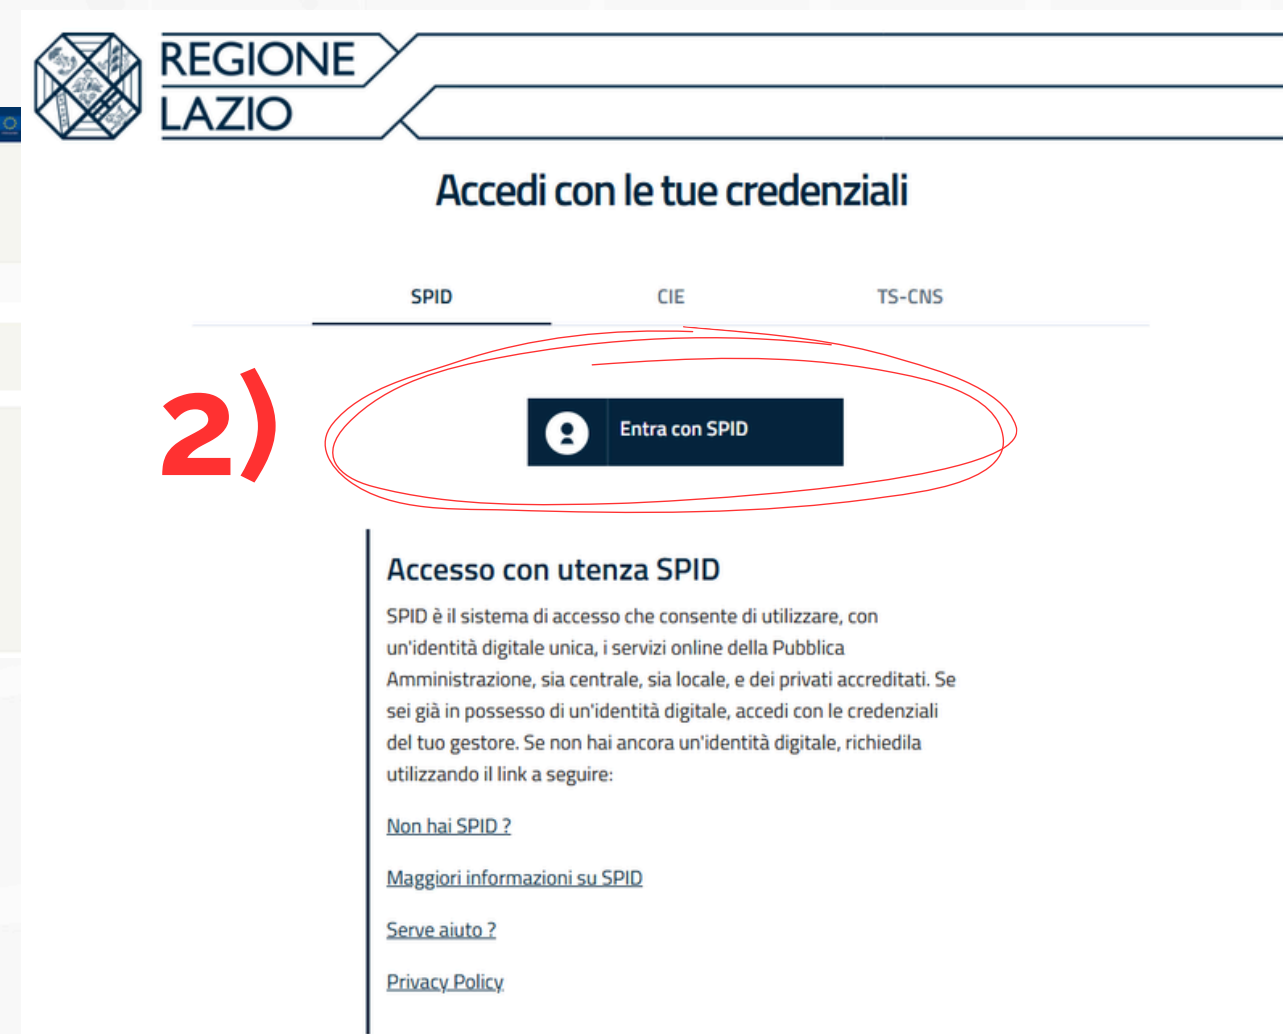 REGIONE
LAZIO
Accedi con le tue credenziali
SPID
CIE
TS-CNS
2)
Entra con SPID
Accesso con utenza SPID
SPID è il sistema di accesso che consente di utilizzare, con
un'identità digitale unica, i servizi online della Pubblica
Amministrazione, sia centrale, sia locale, e dei privati accreditati. Se
sei già in possesso di un'identità digitale, accedi con le credenziali
del tuo gestore. Se non hai ancora un'identità digitale, richiedila
utilizzando il link a seguire:
Non hai SPID ?
Maggiori informazioni su SPID
Serve aiuto ?
Privacy Policy